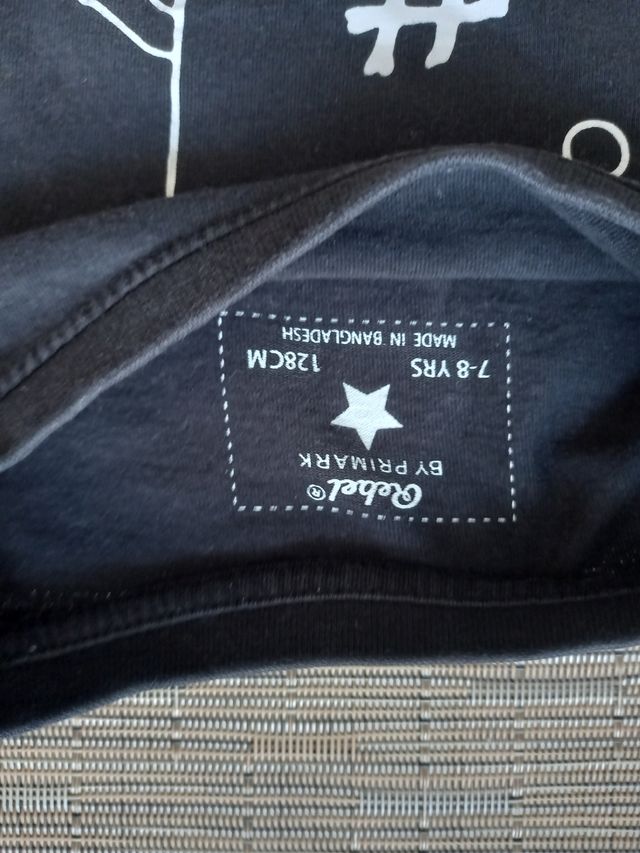 Rebel®
BY PRIMARK
7-8 YRS 128CM
MADE IN BANGLADESH
#